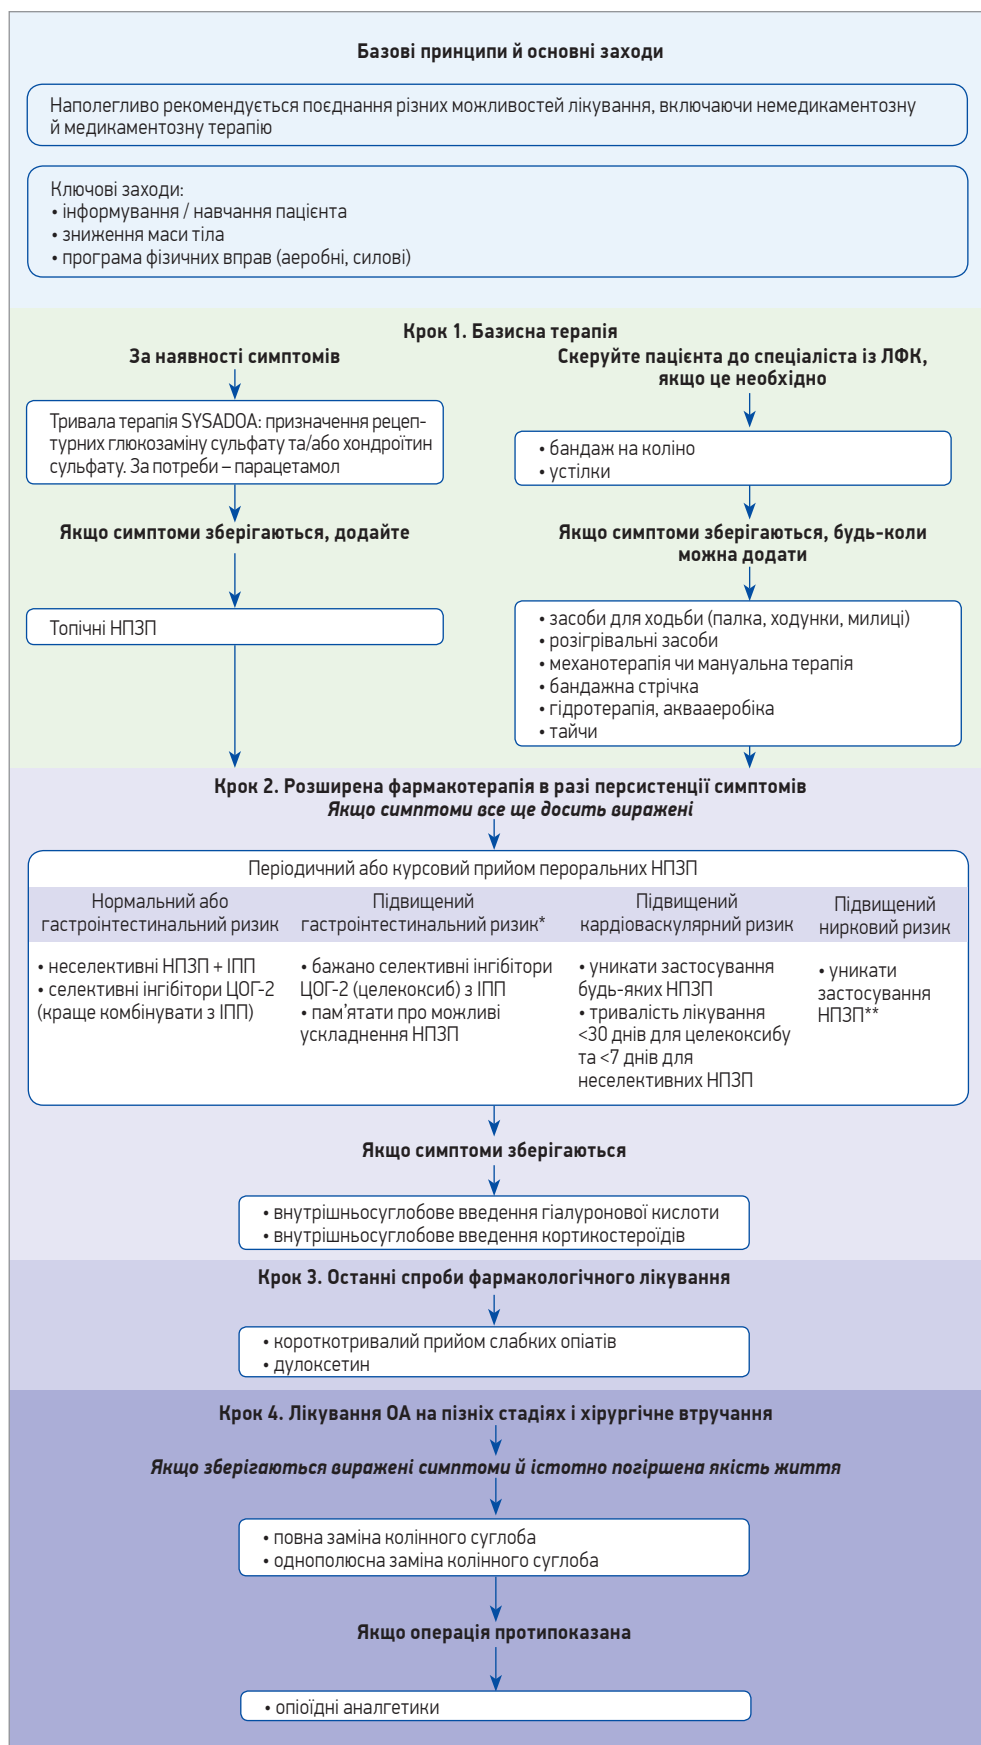 Базові принципи й основні заходи
Наполегливо рекомендується поєднання різних можливостей лікування, включаючи немедикаментозну
й медикаментозну терапію
Ключові заходи:
• інформування / навчання пацієнта
• зниження маси тіла
• програма фізичних вправ (аеробні, силові)
Крок 1. Базисна терапія
За наявності симптомів
Тривала терапія SYSADOA: призначення рецеп-
турних глюкозаміну сульфату та/або хондроїтин
сульфату. За потреби – парацетамол
Якщо симптоми зберігаються, додайте
Топічні НПЗП
Скеруйте пацієнта до спеціаліста із ЛФК,
якщо це необхідно
• бандаж на коліно
• устілки
Якщо симптоми зберігаються, будь-коли
можна додати
• засоби для ходьби (палка, ходунки, милиці)
• розігрівальні засоби
• механотерапія чи мануальна терапія
• бандажна стрічка
• гідротерапія, аквааеробіка
• тайчи
Крок 2. Розширена фармакотерапія в разі персистенції симптомів
Якщо симптоми все ще досить виражені
Періодичний або курсовий прийом пероральних НПЗП
Нормальний або
гастроінтестинальний ризик
• неселективні НПЗП + ІПП
• селективні інгібітори ЦОГ-2
(краще комбінувати з ІПП)
Підвищений
гастроінтестинальний ризик*
• бажано селективні інгібітори
ЦОГ-2 (целекоксиб) з ІПП
• пам'ятати про можливі
ускладнення НПЗП
Підвищений
кардіоваскулярний ризик
• уникати застосування
будь-яких НПЗП
• тривалість лікування
<30 днів для целекоксибу
та <7 днів для
неселективних НПЗП
Підвищений
нирковий ризик
• уникати
застосування
НПЗП**
Якщо симптоми зберігаються
• внутрішньосуглобове введення гіалуронової кислоти
• внутрішньосуглобове введення кортикостероїдів
Крок 3. Останні спроби фармакологічного лікування
• короткотривалий прийом слабких опіатів
• дулоксетин
Крок 4. Лікування ОА на пізніх стадіях і хірургічне втручання
Якщо зберігаються виражені симптоми й істотно погіршена якість життя
• повна заміна колінного суглоба
• однополюсна заміна колінного суглоба
Якщо операція протипоказана
• опіоїдні аналгетики